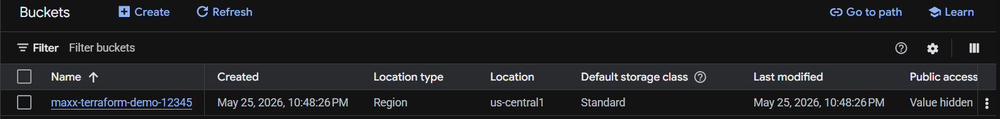 Buckets Create Refresh Go to path Learn
Filter Filter buckets
Name Created Location type Location Default storage class Last modified Public access
maxx-terraform-demo-12345 May 25, 2026, 10:48:26 PM Region us-central1 Standard May 25, 2026, 10:48:26 PM Value hidden